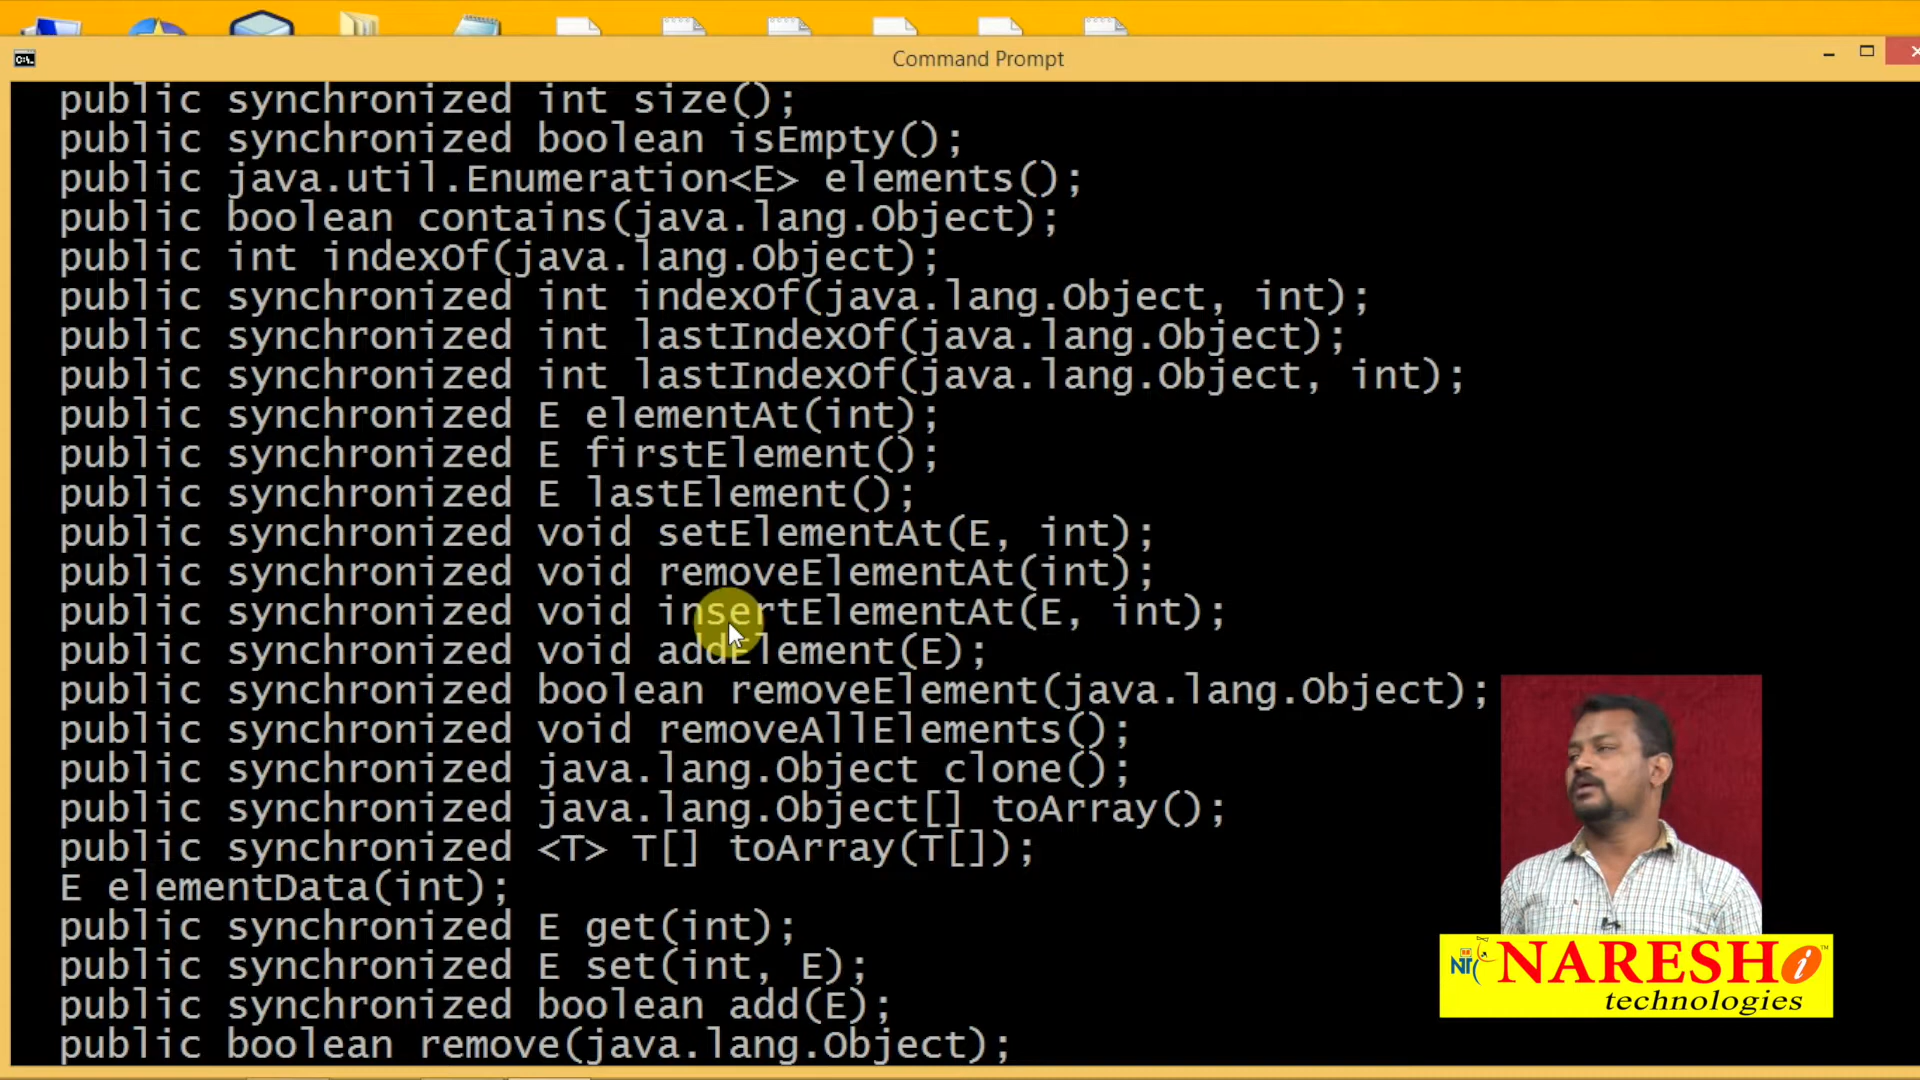 Command Prompt
public synchronized int size();
public synchronized boolean isEmpty();
public java.util.Enumeration<E> elements();
public boolean contains(java.lang.Object);
public int indexOf(java.lang.Object);
public synchronized int indexOf(java.lang.Object, int);
public synchronized int lastIndexOf(java.lang.Object);
public synchronized int lastIndexOf(java.lang.Object, int);
public synchronized E elementAt(int);
public synchronized E firstElement();
public synchronized E lastElement();
public synchronized void setElementAt(E, int);
public synchronized void removeElementAt(int);
public synchronized void insertElementAt(E, int);
public synchronized void addElement(E);
public synchronized boolean removeElement(java.lang.Object);
public synchronized void removeAllElements();
public synchronized java.lang.Object clone();
public synchronized java.lang.Object[] toArray();
public synchronized <T> T[] toArray(T[]);
E elementData(int);
public synchronized E get(int);
public synchronized E set(int, E);
public synchronized boolean add(E);
public boolean remove(java.lang.Object);
NARESH i
technologies